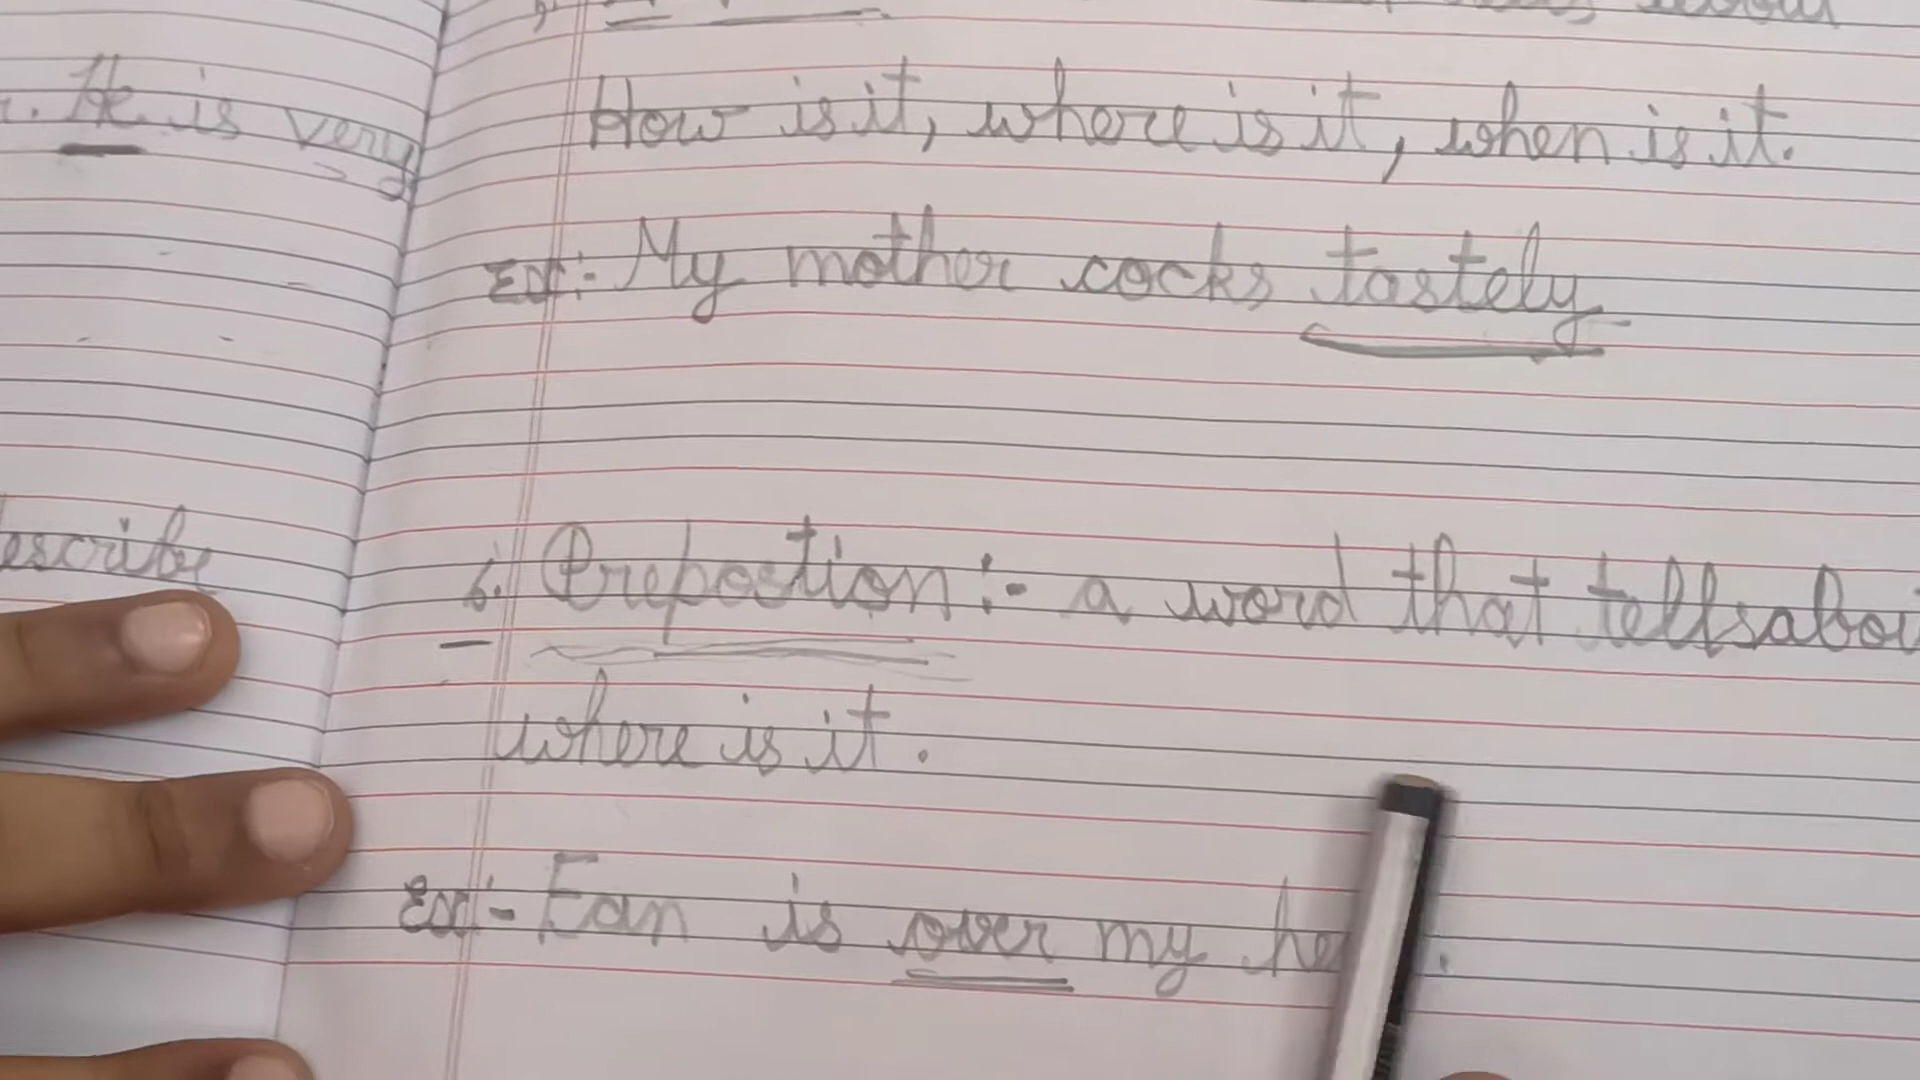 He is very
escribe
How is it, where is it, when is it.
Ex:- My mother cocks tastely
6. Prepostion :- a word that tellsabou
where is it.
Ex:- Fan is over my he